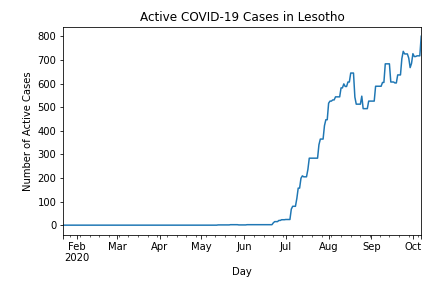 Active COVID-19 Cases in Lesotho
Number of Active Cases
800
700
600
500
400
300
200
100
0
Feb Mar Apr May Jun Jul Aug Sep Oct
2020
Day